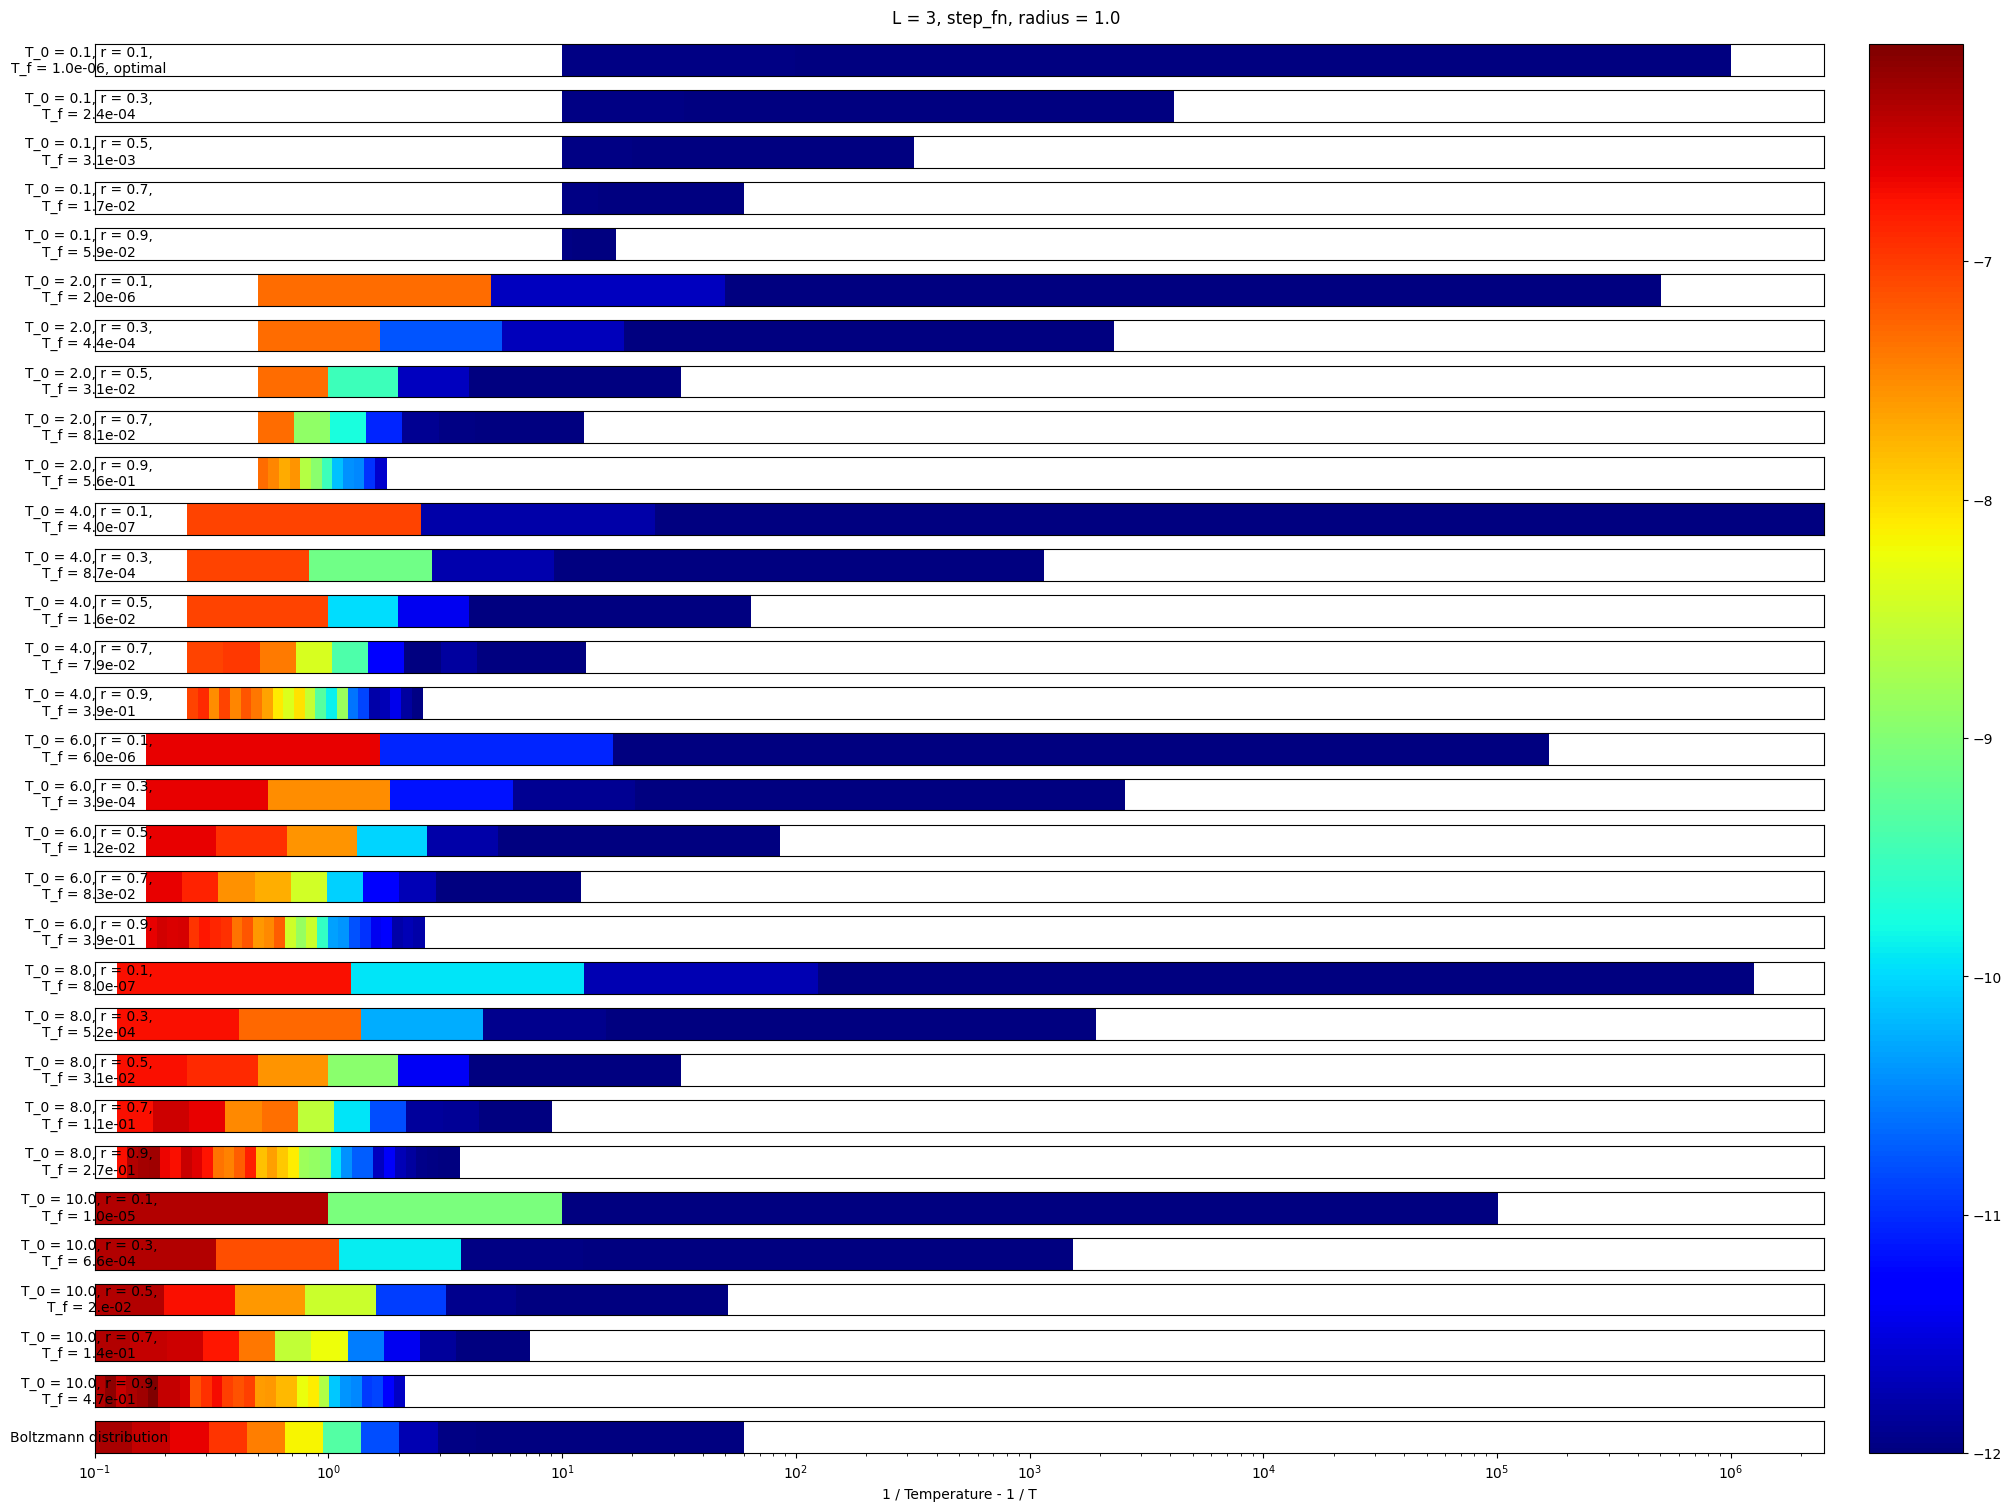 L = 3, step_fn, radius = 1.0
T_0 = 0.1, r = 0.1,
T_f = 1.0e-06, optimal
T_0 = 0.1, r = 0.3,
T_f = 2.4e-04
T_0 = 0.1, r = 0.5,
T_f = 3.1e-03
T_0 = 0.1, r = 0.7,
T_f = 1.7e-02
T_0 = 0.1, r = 0.9,
T_f = 5.9e-02
T_0 = 2.0, r = 0.1,
T_f = 2.0e-06
T_0 = 2.0, r = 0.3,
T_f = 4.4e-04
T_0 = 2.0, r = 0.5,
T_f = 3.1e-02
T_0 = 2.0, r = 0.7,
T_f = 8.1e-02
T_0 = 2.0, r = 0.9,
T_f = 5.6e-01
T_0 = 4.0, r = 0.1,
T_f = 4.0e-07
T_0 = 4.0, r = 0.3,
T_f = 8.7e-04
T_0 = 4.0, r = 0.5,
T_f = 1.6e-02
T_0 = 4.0, r = 0.7,
T_f = 7.9e-02
T_0 = 4.0, r = 0.9,
T_f = 3.9e-01
T_0 = 6.0, r = 0.1,
T_f = 6.0e-06
T_0 = 6.0, r = 0.3,
T_f = 3.9e-04
T_0 = 6.0, r = 0.5,
T_f = 1.2e-02
T_0 = 6.0, r = 0.7,
T_f = 8.3e-02
T_0 = 6.0, r = 0.9,
T_f = 3.9e-01
T_0 = 8.0, r = 0.1,
T_f = 8.0e-07
T_0 = 8.0, r = 0.3,
T_f = 5.2e-04
T_0 = 8.0, r = 0.5,
T_f = 3.1e-02
T_0 = 8.0, r = 0.7,
T_f = 1.1e-01
T_0 = 8.0, r = 0.9,
T_f = 2.7e-01
T_0 = 10.0, r = 0.1,
T_f = 1.0e-05
T_0 = 10.0, r = 0.3,
T_f = 6.6e-04
T_0 = 10.0, r = 0.5,
T_f = 2.e-02
T_0 = 10.0, r = 0.7,
T_f = 1.4e-01
T_0 = 10.0, r = 0.9,
T_f = 4.7e-01
Boltzmann distribution
10⁻¹ 10⁰ 10¹ 10² 10³ 10⁴ 10⁵ 10⁶
1 / Temperature - 1 / T
−7
−8
−9
−10
−11
−12